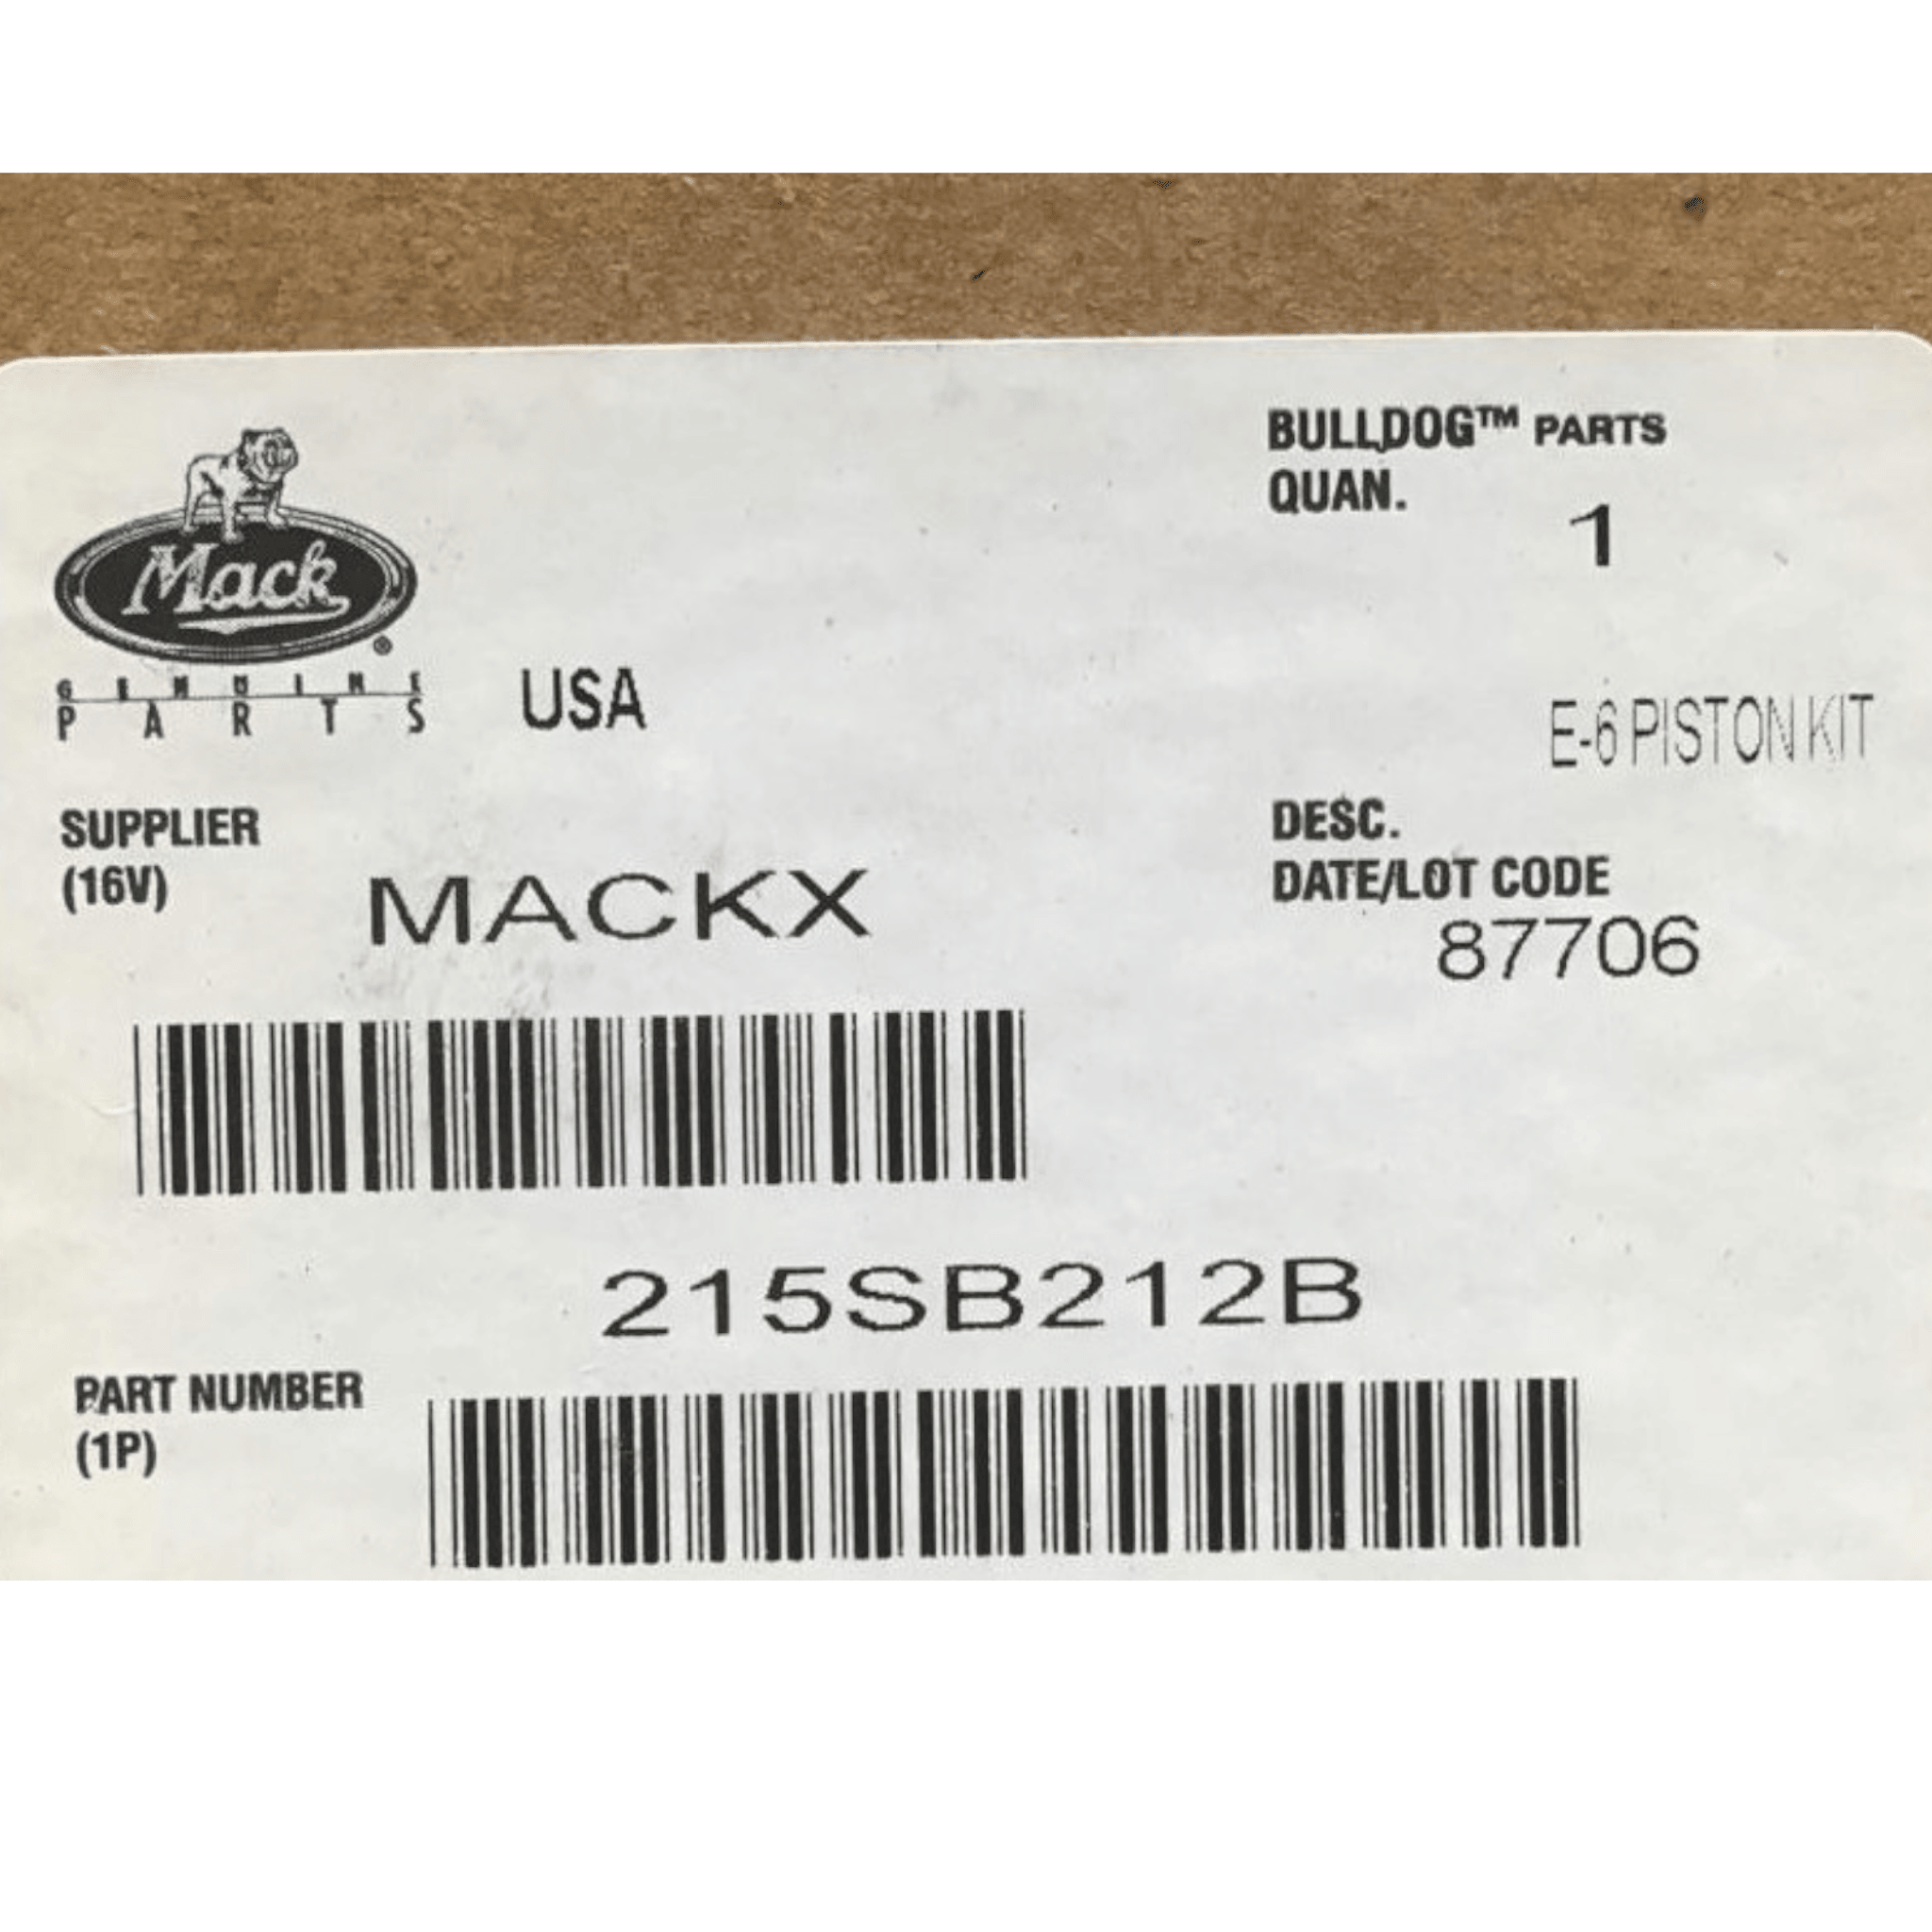 BULLDOG™ PARTS
QUAN.
1
Mack
®
GENUINE
PARTS
USA
E-6 PISTON KIT
SUPPLIER
(16V)
MACKX
DESC.
DATE/LOT CODE
87706
215SB212B
PART NUMBER
(1P)